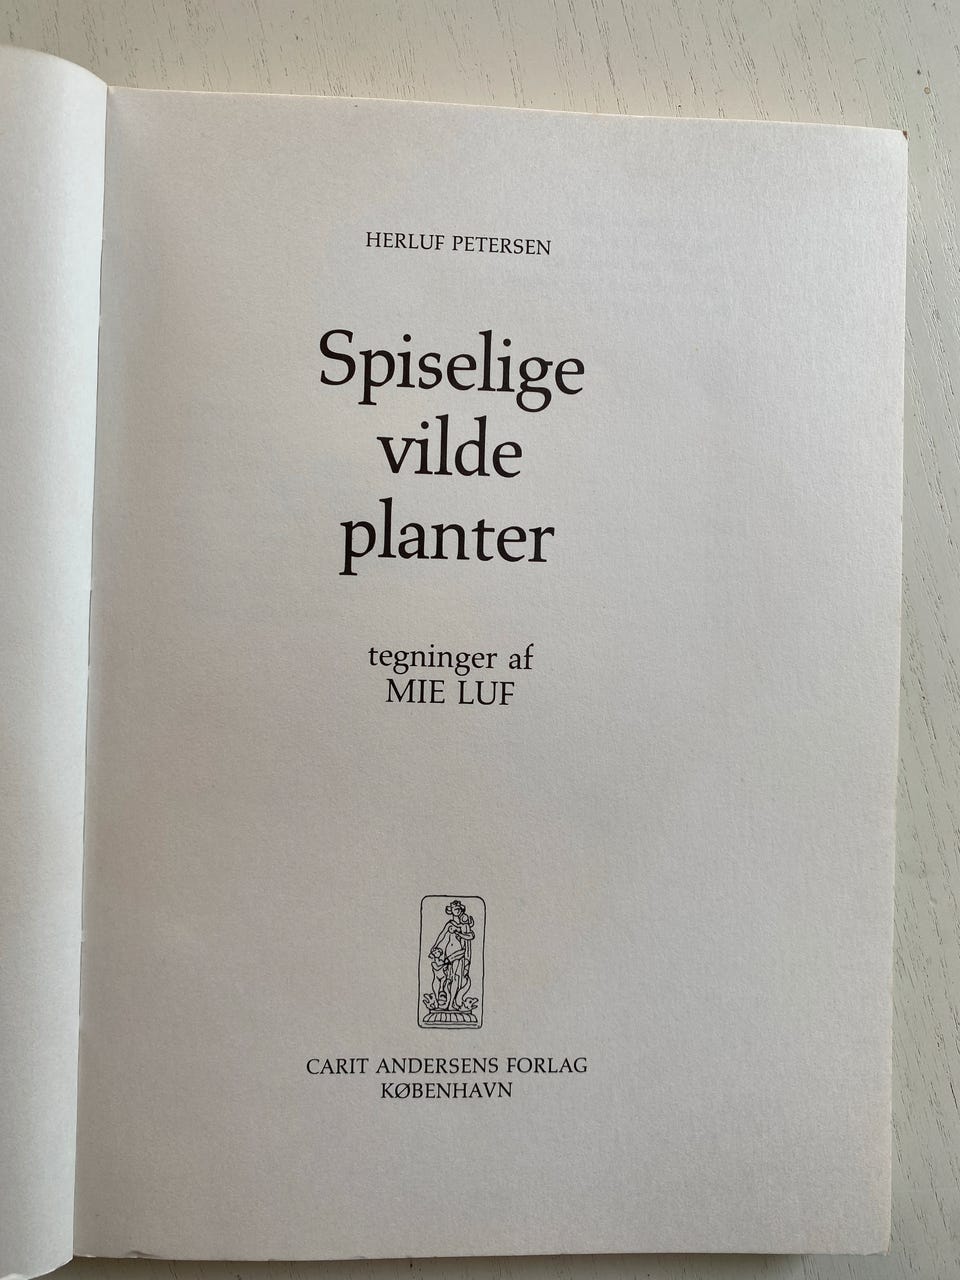 HERLUF PETERSEN
Spiselige
vilde
planter
tegninger af
MIE LUF
CARIT ANDERSENS FORLAG
KØBENHAVN